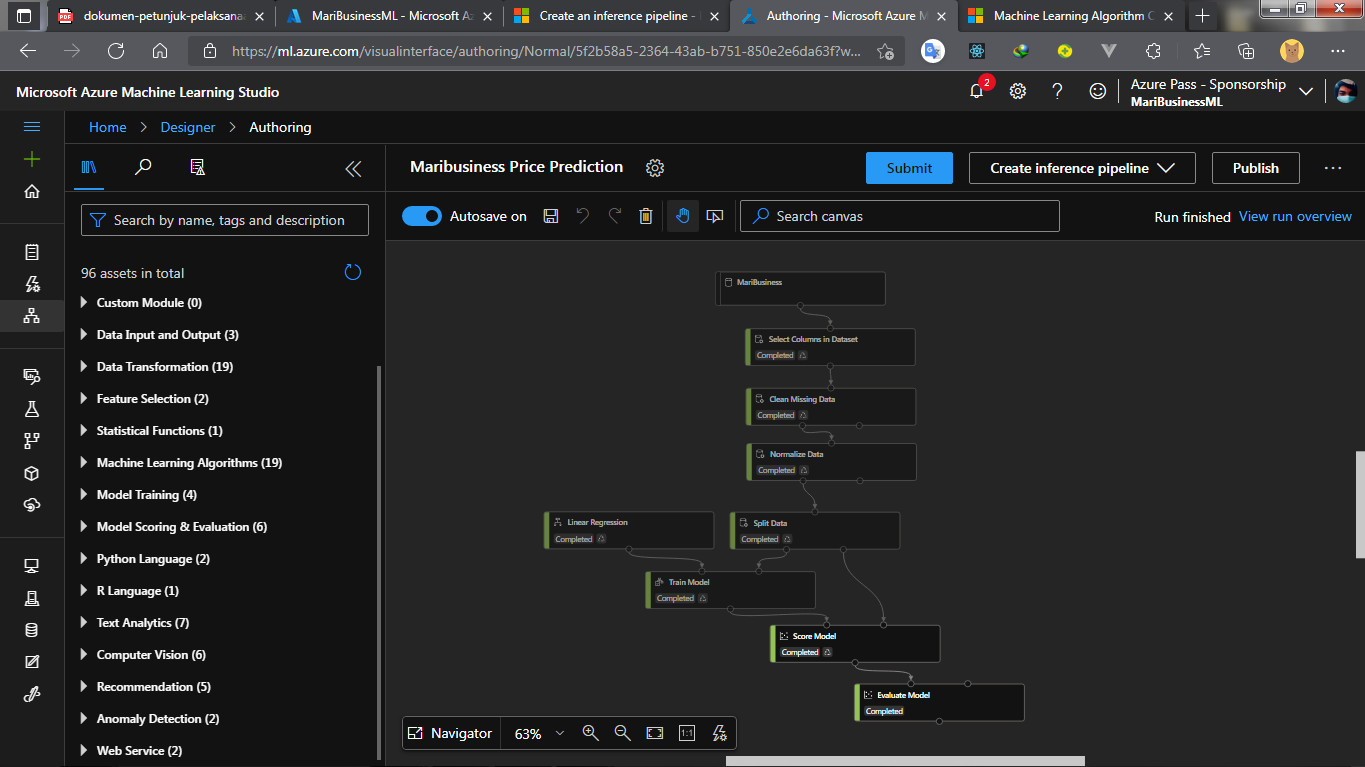 dokumen-petunjuk-pelaksana
MariBusinessML - Microsoft Az
Create an inference pipeline -
Authoring - Microsoft Azure M
Machine Learning Algorithm C
https://ml.azure.com/visualinterface/authoring/Normal/5f2b58a5-2364-43ab-b751-850e2e6da63f?w...
Microsoft Azure Machine Learning Studio
2
Azure Pass - Sponsorship
MariBusinessML
Home > Designer > Authoring
Maribusiness Price Prediction
Submit
Create inference pipeline
Publish
Search by name, tags and description
Autosave on
Search canvas
Run finished View run overview
96 assets in total
Custom Module (0)
Data Input and Output (3)
Data Transformation (19)
Feature Selection (2)
Statistical Functions (1)
Machine Learning Algorithms (19)
Model Training (4)
Model Scoring & Evaluation (6)
Python Language (2)
R Language (1)
Text Analytics (7)
Computer Vision (6)
Recommendation (5)
Anomaly Detection (2)
Web Service (2)
MariBusiness
Select Columns in Dataset
Completed
Clean Missing Data
Completed
Normalize Data
Completed
Linear Regression
Completed
Split Data
Completed
Train Model
Completed
Score Model
Completed
Evaluate Model
Completed
Navigator
63%
1:1